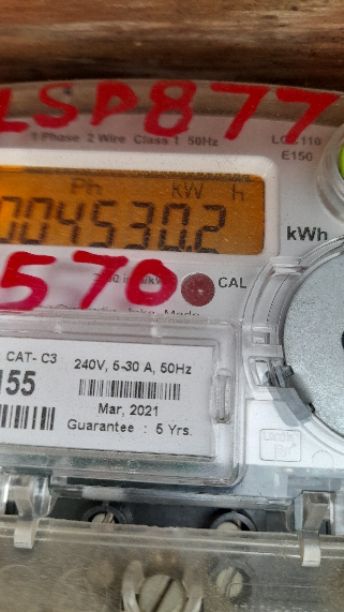 LSP877
1 Phase 2 Wire Class 1 50Hz
E150
Ph kW h
004530.2
kWh
570
CAL
CAT- C3
240V, 5-30 A, 50Hz
155
Mar, 2021
Guarantee : 5 Yrs.